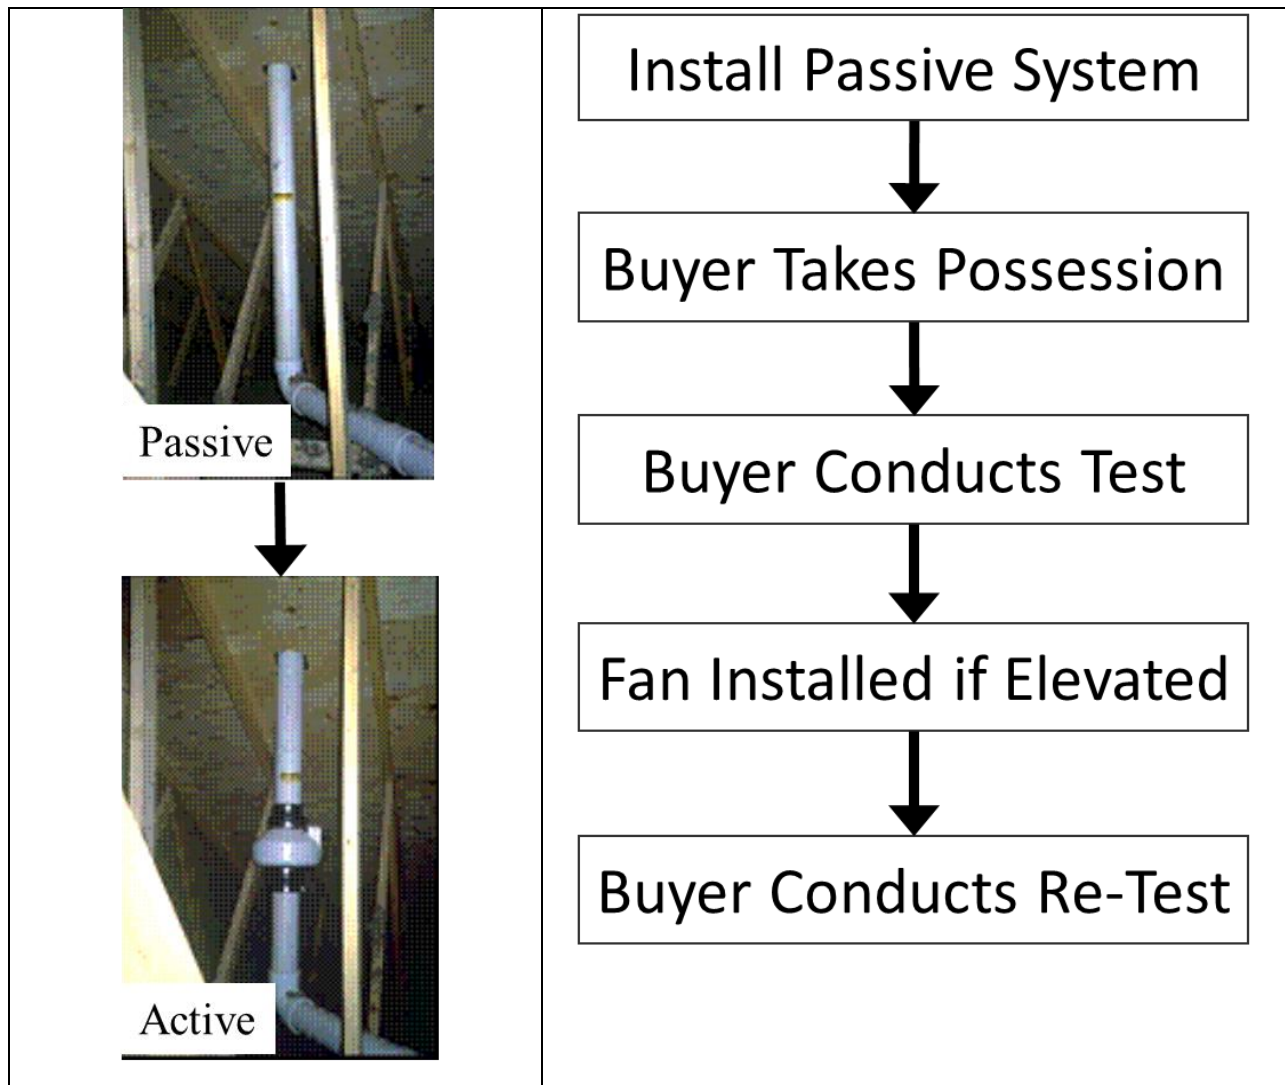 Passive
Active
Install Passive System
Buyer Takes Possession
Buyer Conducts Test
Fan Installed if Elevated
Buyer Conducts Re-Test